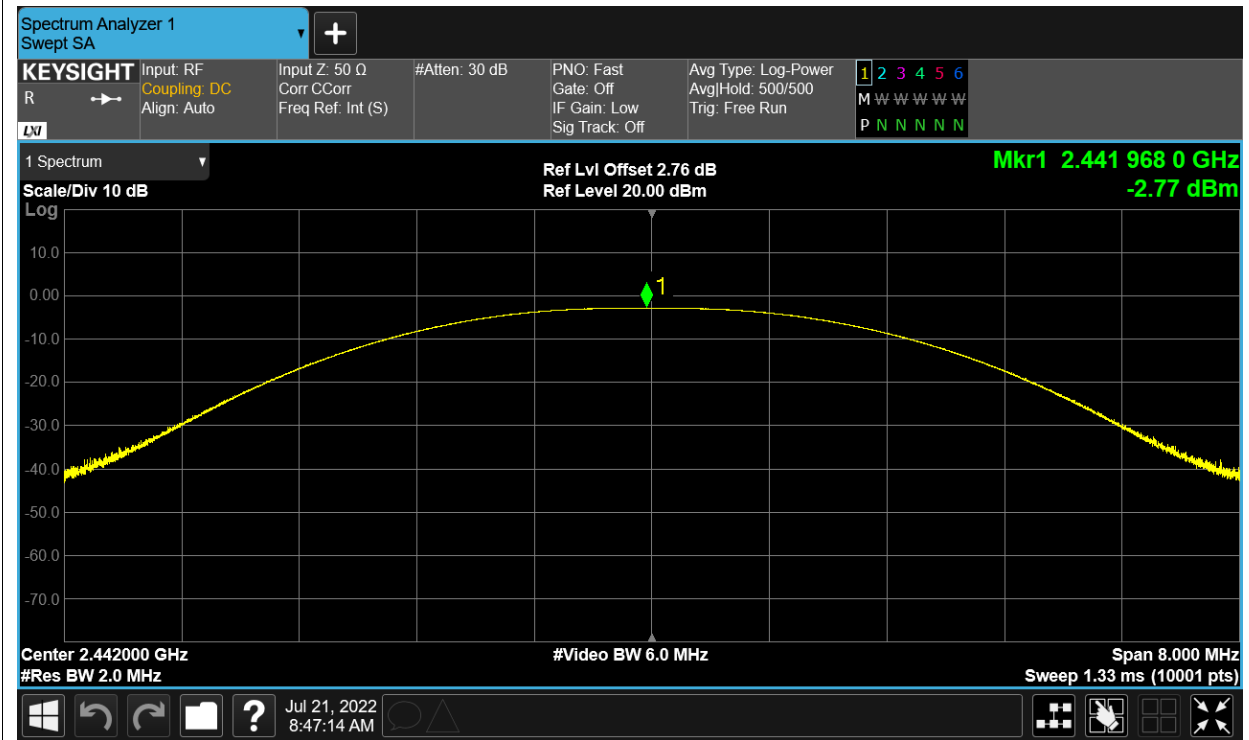 Spectrum Analyzer 1
Swept SA
KEYSIGHT
R
LXI
Input: RF
Coupling: DC
Align: Auto
Input Z: 50 Ω
Corr CCorr
Freq Ref: Int (S)
#Atten: 30 dB
PNO: Fast
Gate: Off
IF Gain: Low
Sig Track: Off
Avg Type: Log-Power
Avg|Hold: 500/500
Trig: Free Run
1 2 3 4 5 6
M W W W W W
P N N N N N
1 Spectrum
Scale/Div 10 dB
Log
Ref Lvl Offset 2.76 dB
Ref Level 20.00 dBm
Mkr1 2.441 968 0 GHz
-2.77 dBm
10.0
0.00
-10.0
-20.0
-30.0
-40.0
-50.0
-60.0
-70.0
1
Center 2.442000 GHz
#Res BW 2.0 MHz
#Video BW 6.0 MHz
Span 8.000 MHz
Sweep 1.33 ms (10001 pts)
?
Jul 21, 2022
8:47:14 AM